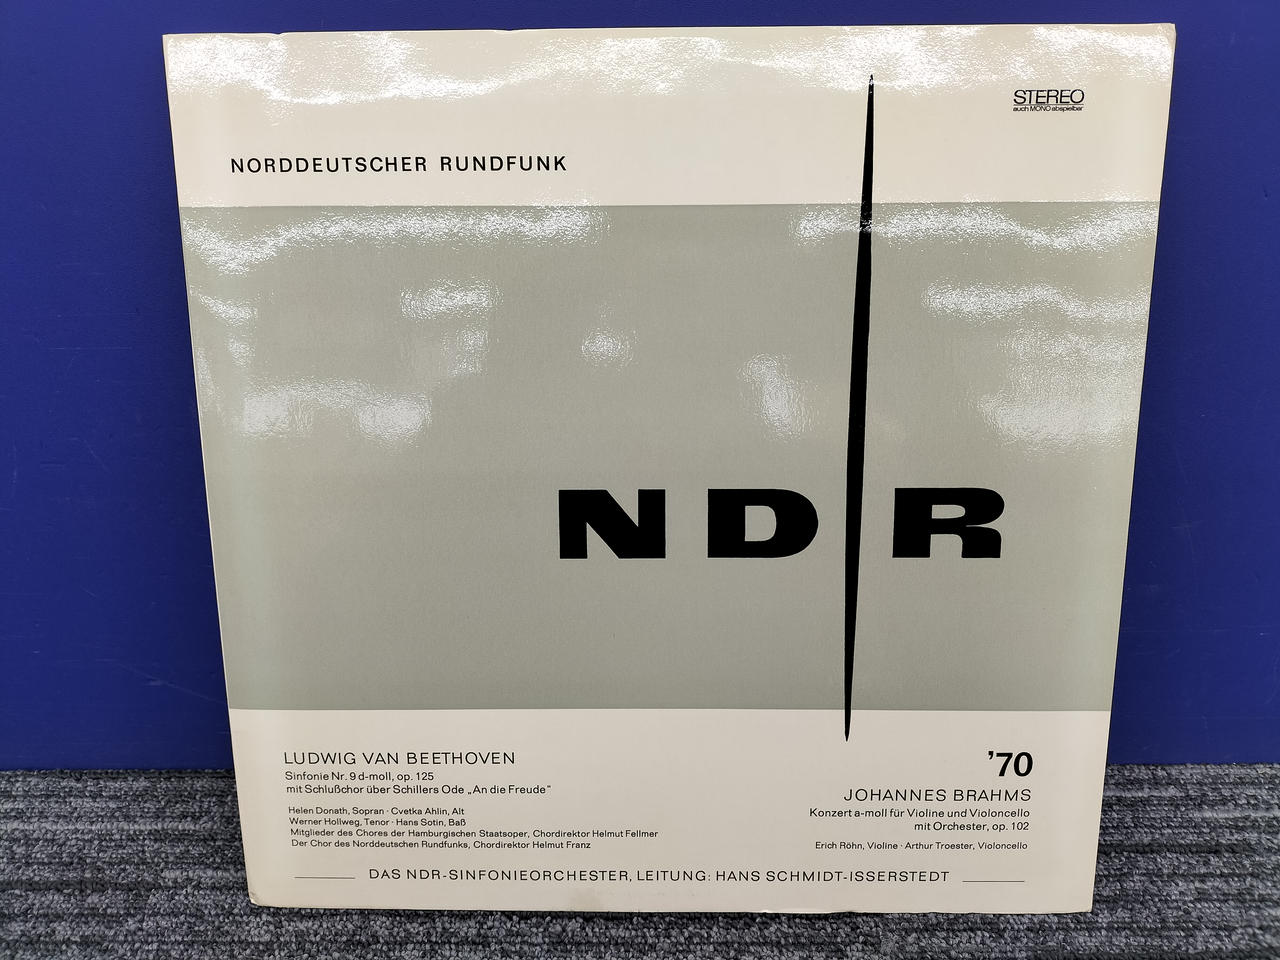 STEREO
auch MONO abspielbar
NORDDEUTSCHER RUNDFUNK
NDR
LUDWIG VAN BEETHOVEN
Sinfonie Nr. 9 d-moll, op. 125
mit Schlußchor über Schillers Ode „An die Freude"
Helen Donath, Sopran · Cvetka Ahlin, Alt
Werner Hollweg, Tenor · Hans Sotin, Baß
Mitglieder des Chores der Hamburgischen Staatsoper, Chordirektor Helmut Fellmer
Der Chor des Norddeutschen Rundfunks, Chordirektor Helmut Franz
'70
JOHANNES BRAHMS
Konzert a-moll für Violine und Violoncello
mit Orchester, op. 102
Erich Röhn, Violine · Arthur Troester, Violoncello
DAS NDR-SINFONIEORCHESTER, LEITUNG: HANS SCHMIDT-ISSERSTEDT